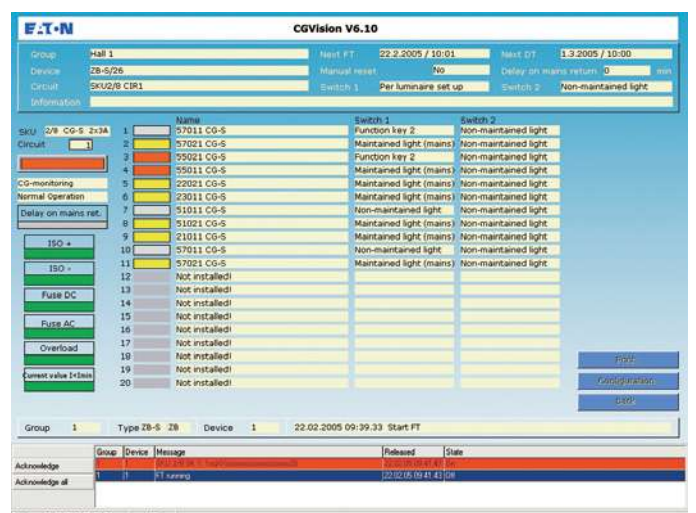 EATON
CGVision V6.10
Group Hall 1 Next FT 22.2.2005 / 10:01 Next DT 1.3.2005 / 10:00
Device ZB-S/26 Manual reset No Delay on mains return 0 min
Circuit SKU2/8 CIR1 Switch 1 Per luminaire set up Switch 2 Non-maintained light
Information
Name Switch 1 Switch 2
SKU 2/8 CG-S 2x3A
Circuit 1
CG-monitoring
Normal Operation
Delay on mains ret.
ISO +
ISO -
Fuse DC
Fuse AC
Overload
Current value I<Imin
1 57011 CG-S Function key 2 Non-maintained light
2 57021 CG-S Maintained light (mains) Non-maintained light
3 55021 CG-S Function key 2 Non-maintained light
4 55011 CG-S Maintained light (mains) Non-maintained light
5 22021 CG-S Maintained light (mains) Non-maintained light
6 23011 CG-S Maintained light (mains) Non-maintained light
7 51011 CG-S Non-maintained light Non-maintained light
8 51021 CG-S Maintained light (mains) Non-maintained light
9 21011 CG-S Maintained light (mains) Non-maintained light
10 57011 CG-S Non-maintained light Non-maintained light
11 57021 CG-S Maintained light (mains) Non-maintained light
12 Not installed!
13 Not installed!
14 Not installed!
15 Not installed!
16 Not installed!
17 Not installed!
18 Not installed!
19 Not installed!
20 Not installed!
Print
Configuration
Back
Group 1 Type ZB-S ZB Device 1 22.02.2005 09:39.33 Start FT
Group Device Message Released State
Acknowledge 1 1 On
Acknowledge all 1 1 FT running 22.02.05 09:41:43 Off